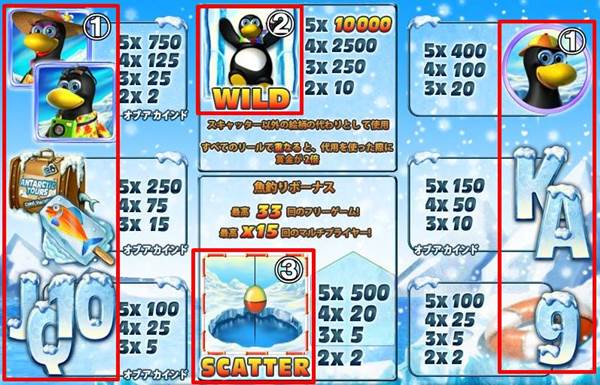 ①
5X 750
4X 125
3X 25
2X 2
オブ・ア・カインド
②
WILD
5X 10000
4X 2500
3X 250
2X 10
スキャッター以外の絵柄の代わりとして使用
すべてのリールで重なると、代用を使った際に
賞金が2倍
5X 400
4X 100
3X 20
①
ANTARCTIC
TOURS
5X 250
4X 75
3X 15
オブ・ア・カインド
魚釣りボーナス
最高 33 回のフリーゲーム!
最高 X15 回のマルチプライヤー!
5X 150
4X 50
3X 10
K
A
J
Q
10
5X 100
4X 25
3X 5
オブ・ア・カインド
③
SCATTER
5X 500
4X 20
3X 5
2X 2
5X 100
4X 25
3X 5
2X 2
9